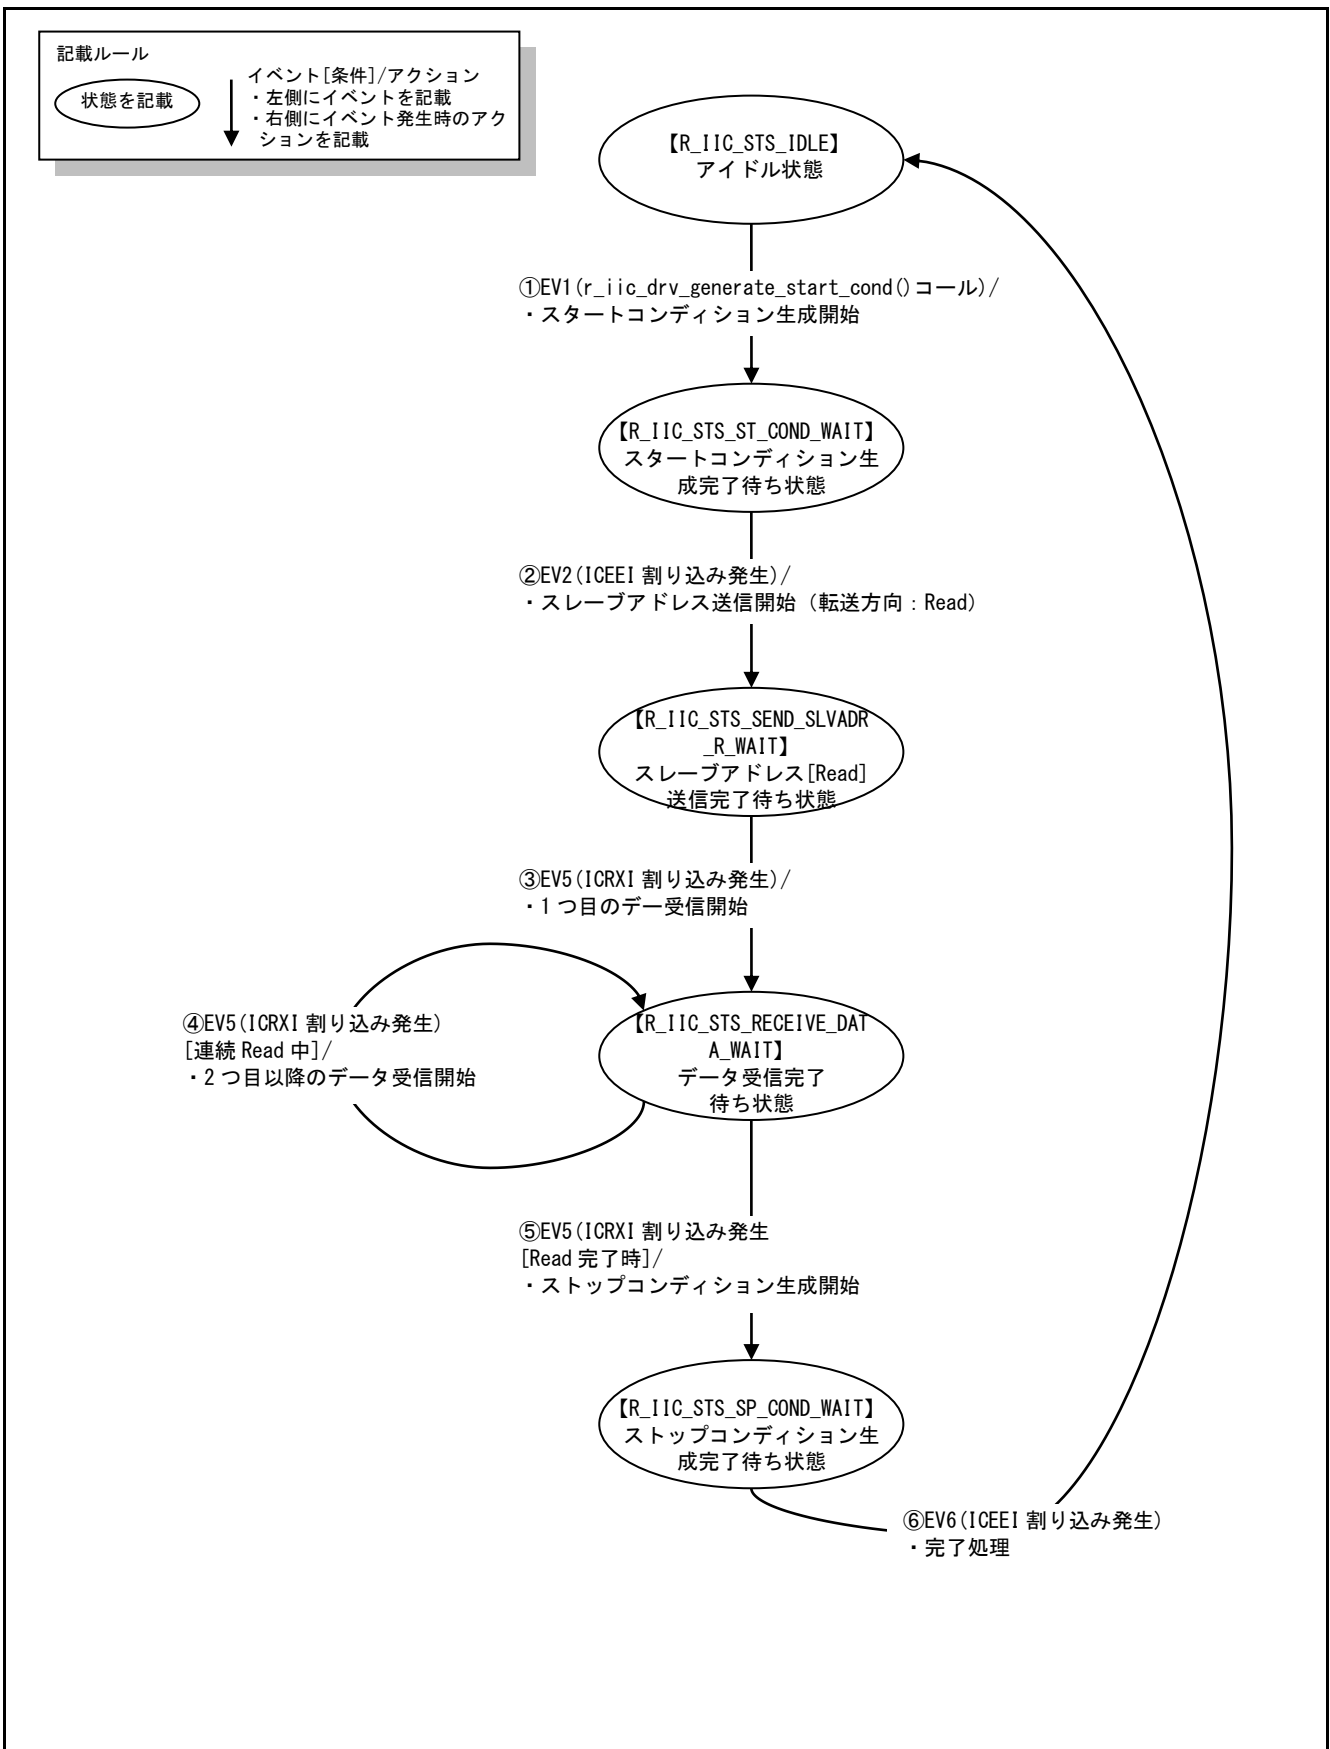 記載ルール
状態を記載
イベント[条件]/アクション
・左側にイベントを記載
・右側にイベント発生時のアク
ションを記載
【R_IIC_STS_IDLE】
アイドル状態
①EV1(r_iic_drv_generate_start_cond()コール)/
・スタートコンディション生成開始
【R_IIC_STS_ST_COND_WAIT】
スタートコンディション生
成完了待ち状態
②EV2(ICEEI 割り込み発生)/
・スレーブアドレス送信開始（転送方向：Read）
【R_IIC_STS_SEND_SLVADR
_R_WAIT】
スレーブアドレス[Read]
送信完了待ち状態
③EV5(ICRXI 割り込み発生)/
・1 つ目のデー受信開始
④EV5(ICRXI 割り込み発生)
[連続 Read 中]/
・2 つ目以降のデータ受信開始
【R_IIC_STS_RECEIVE_DAT
A_WAIT】
データ受信完了
待ち状態
⑤EV5(ICRXI 割り込み発生
[Read 完了時]/
・ストップコンディション生成開始
【R_IIC_STS_SP_COND_WAIT】
ストップコンディション生
成完了待ち状態
⑥EV6(ICEEI 割り込み発生)
・完了処理